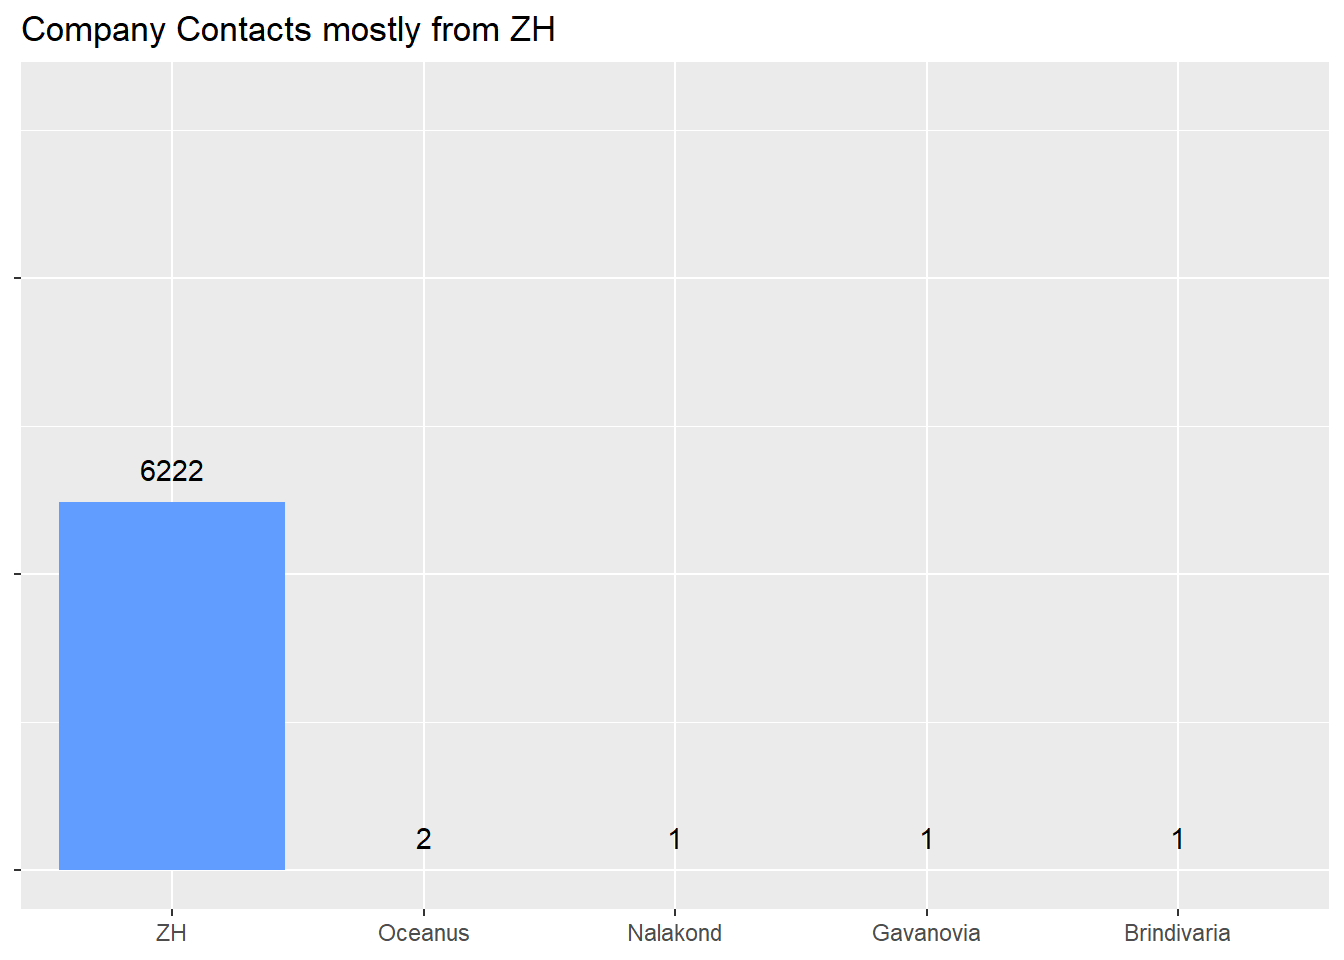 Company Contacts mostly from ZH
6222
2
1
1
1
ZH
Oceanus
Nalakond
Gavanovia
Brindivaria